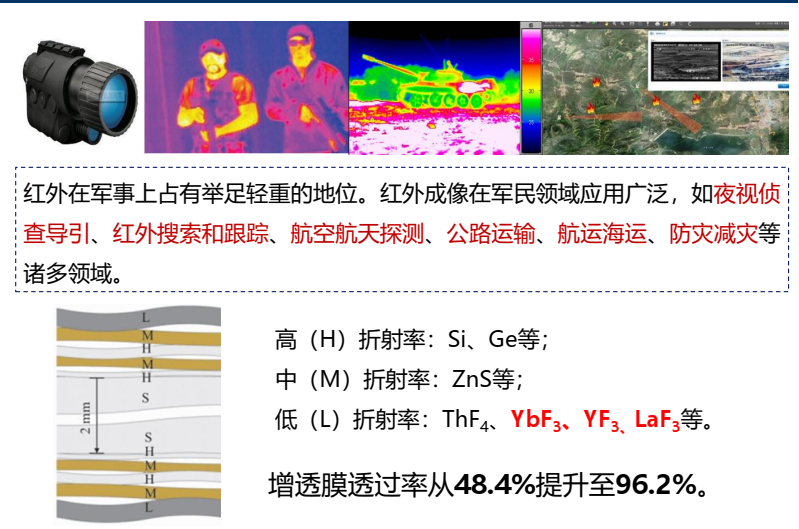 红外在军事上占有举足轻重的地位。红外成像在军民领域应用广泛，如夜视侦
查导引、红外搜索和跟踪、航空航天探测、公路运输、航运海运、防灾减灾等
诸多领域。
L
M
H
M
H
S
2 mm
S
H
M
H
M
L
高（H）折射率：Si、Ge等；
中（M）折射率：ZnS等；
低（L）折射率：ThF₄、YbF₃、YF₃、LaF₃等。
增透膜透过率从48.4%提升至96.2%。